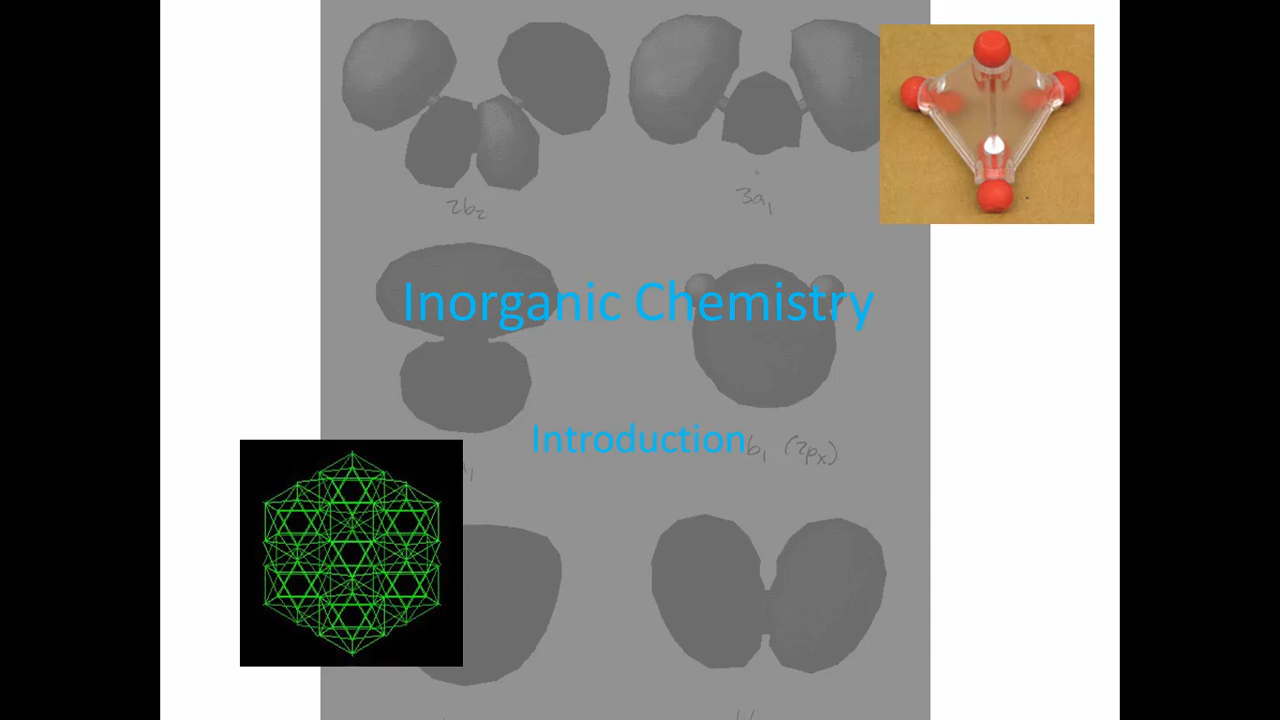 2b₂
3a₁
Inorganic Chemistry
Introduction
b₁ (2pₓ)